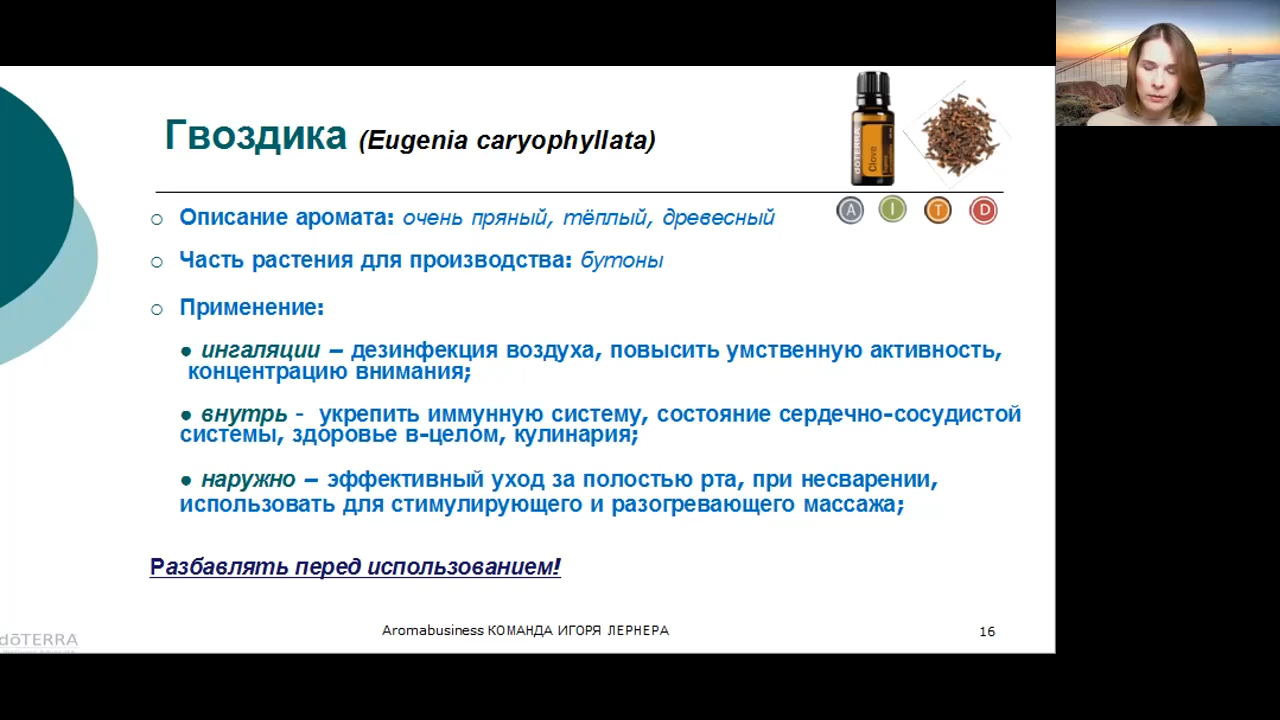 Гвоздика (Eugenia caryophyllata)
dōTERRA
Clove
A I T D
Описание аромата: очень пряный, тёплый, древесный
Часть растения для производства: бутоны
Применение:
● ингаляции – дезинфекция воздуха, повысить умственную активность,
концентрацию внимания;
● внутрь - укрепить иммунную систему, состояние сердечно-сосудистой
системы, здоровье в-целом, кулинария;
● наружно – эффективный уход за полостью рта, при несварении,
использовать для стимулирующего и разогревающего массажа;
Разбавлять перед использованием!
dōTERRA
Aromabusiness КОМАНДА ИГОРЯ ЛЕРНЕРА
16